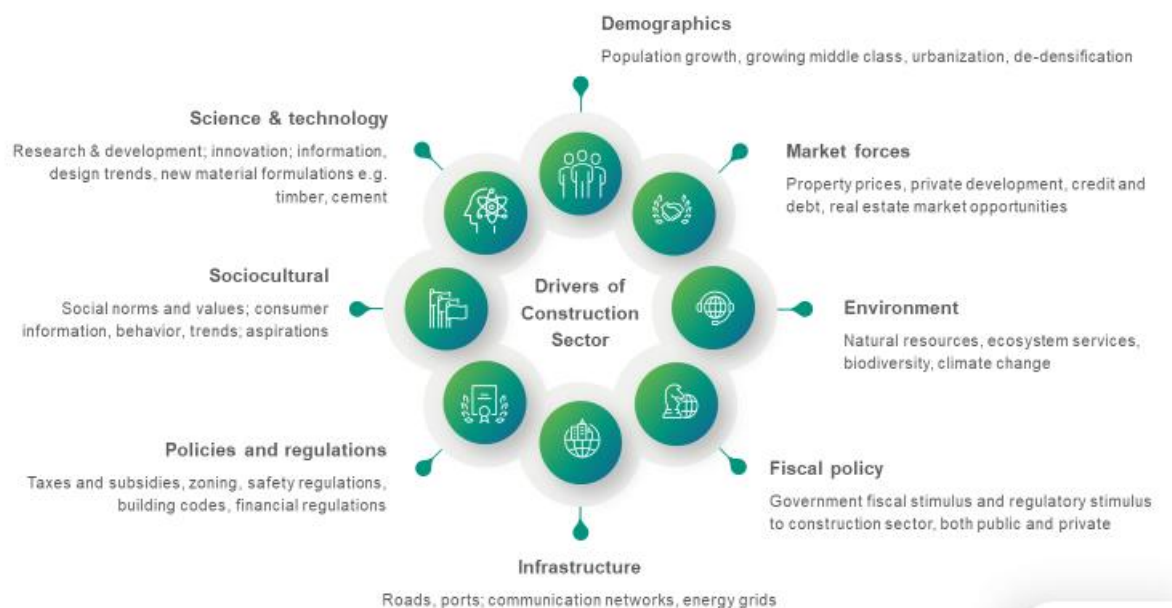 Demographics
Population growth, growing middle class, urbanization, de-densification
Science & technology
Research & development; innovation; information,
design trends, new material formulations e.g.
timber, cement
Market forces
Property prices, private development, credit and
debt, real estate market opportunities
Sociocultural
Social norms and values; consumer
information, behavior, trends; aspirations
Drivers of
Construction
Sector
Environment
Natural resources, ecosystem services,
biodiversity, climate change
Policies and regulations
Taxes and subsidies, zoning, safety regulations,
building codes, financial regulations
Fiscal policy
Government fiscal stimulus and regulatory stimulus
to construction sector, both public and private
Infrastructure
Roads, ports; communication networks, energy grids